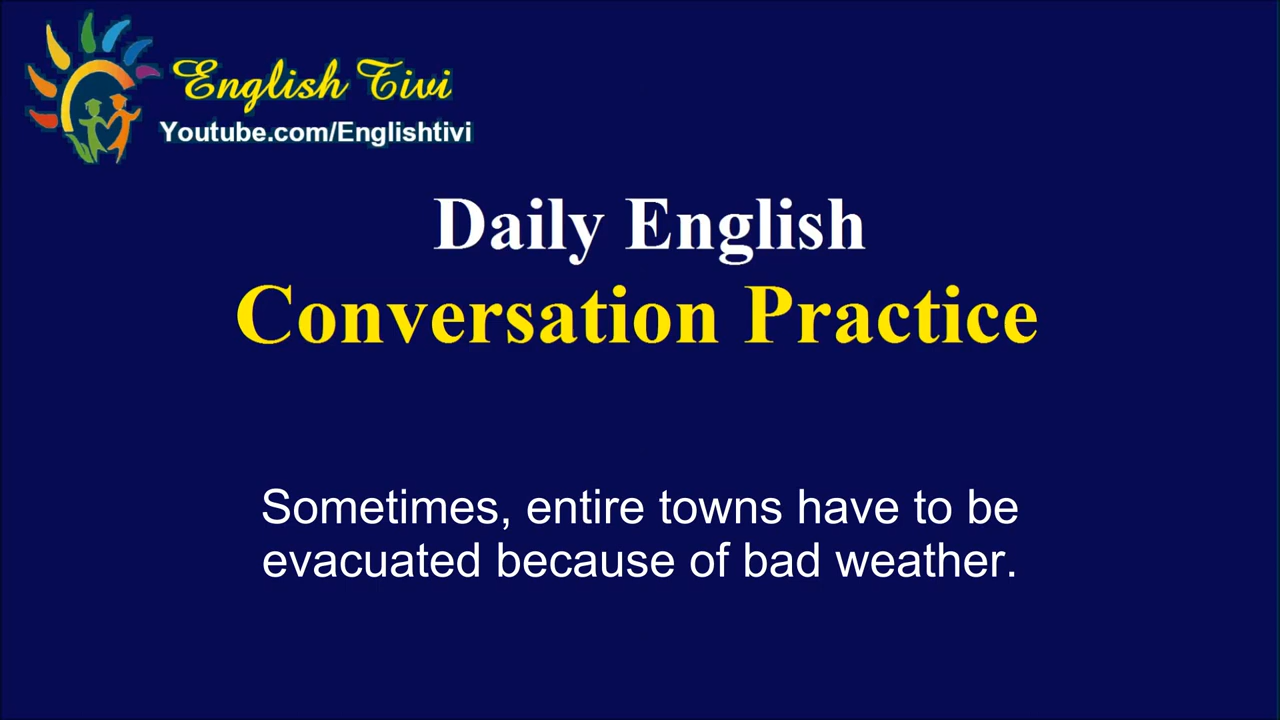 English Tivi
Youtube.com/Englishtivi
Daily English
Conversation Practice
Sometimes, entire towns have to be
evacuated because of bad weather.